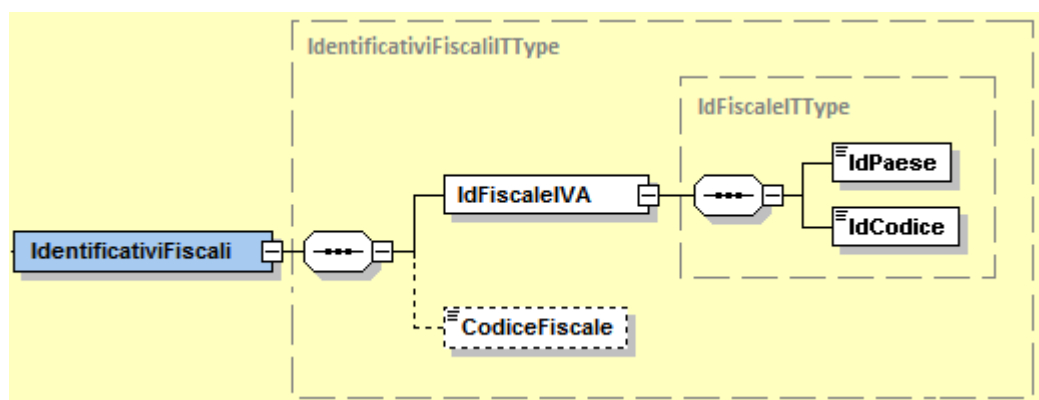 IdentificativiFiscaliITType
IdFiscaleITType
IdPaese
IdFiscaleIVA
IdCodice
IdentificativiFiscali
CodiceFiscale